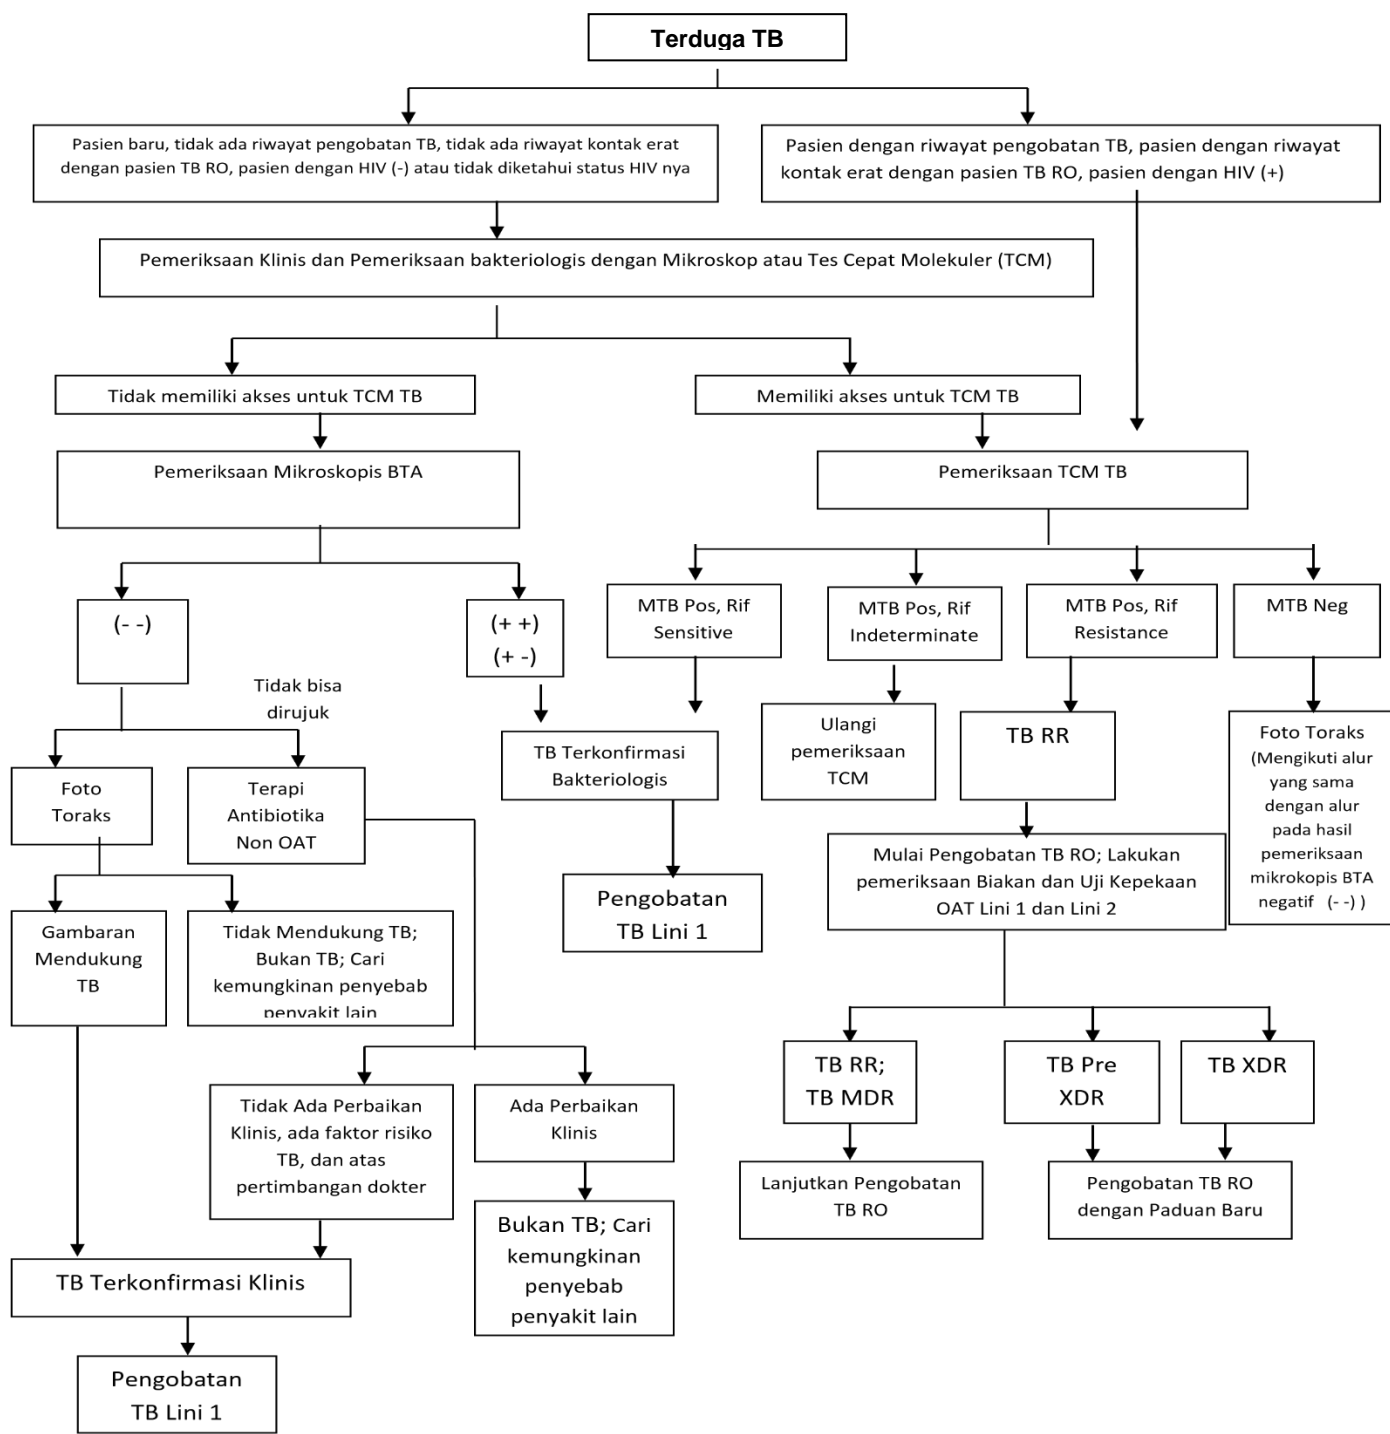 Terduga TB
Pasien baru, tidak ada riwayat pengobatan TB, tidak ada riwayat kontak erat
dengan pasien TB RO, pasien dengan HIV (-) atau tidak diketahui status HIV nya
Pasien dengan riwayat pengobatan TB, pasien dengan riwayat
kontak erat dengan pasien TB RO, pasien dengan HIV (+)
Pemeriksaan Klinis dan Pemeriksaan bakteriologis dengan Mikroskop atau Tes Cepat Molekuler (TCM)
Tidak memiliki akses untuk TCM TB
Memiliki akses untuk TCM TB
Pemeriksaan Mikroskopis BTA
Pemeriksaan TCM TB
(- -)
(+ +)
(+ -)
MTB Pos, Rif
Sensitive
MTB Pos, Rif
Indeterminate
MTB Pos, Rif
Resistance
MTB Neg
Tidak bisa
dirujuk
Foto
Toraks
Terapi
Antibiotika
Non OAT
TB Terkonfirmasi
Bakteriologis
Ulangi
pemeriksaan
TCM
TB RR
Foto Toraks
(Mengikuti alur
yang sama
dengan alur
pada hasil
pemeriksaan
mikrokopis BTA
negatif (- -) )
Mulai Pengobatan TB RO; Lakukan
pemeriksaan Biakan dan Uji Kepekaan
OAT Lini 1 dan Lini 2
Pengobatan
TB Lini 1
Gambaran
Mendukung
TB
Tidak Mendukung TB;
Bukan TB; Cari
kemungkinan penyebab
penyakit lain
Tidak Ada Perbaikan
Klinis, ada faktor risiko
TB, dan atas
pertimbangan dokter
Ada Perbaikan
Klinis
TB RR;
TB MDR
TB Pre
XDR
TB XDR
Lanjutkan Pengobatan
TB RO
Pengobatan TB RO
dengan Paduan Baru
Bukan TB; Cari
kemungkinan
penyebab
penyakit lain
TB Terkonfirmasi Klinis
Pengobatan
TB Lini 1